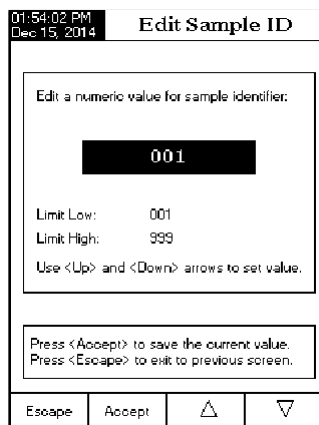 01:54:02 PM
Dec 15, 2014
Edit Sample ID
Edit a numeric value for sample identifier:
001
Limit Low: 001
Limit High: 999
Use <Up> and <Down> arrows to set value.
Press <Accept> to save the current value.
Press <Escape> to exit to previous screen.
Escape Accept △ ▽